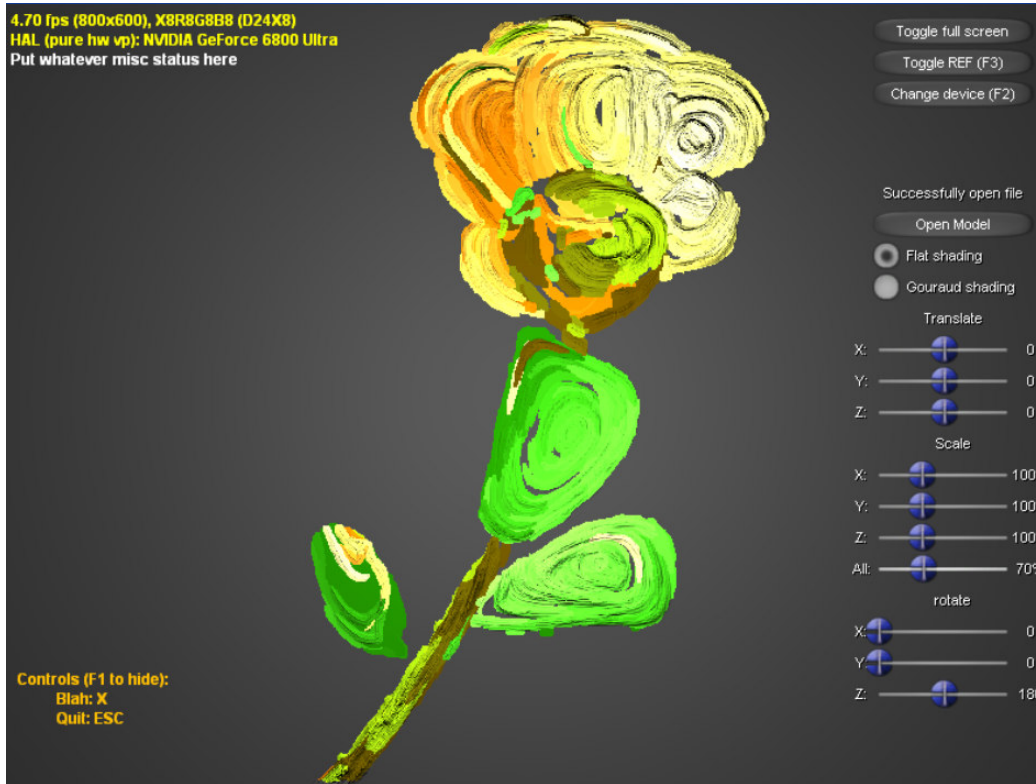 4.70 fps (800x600), X8R8G8B8 (D24X8)
HAL (pure hw vp): NVIDIA GeForce 6800 Ultra
Put whatever misc status here
Toggle full screen
Toggle REF (F3)
Change device (F2)
Successfully open file
Open Model
Flat shading
Gouraud shading
Translate
X: 0
Y: 0
Z: 0
Scale
X: 100
Y: 100
Z: 100
All: 70%
rotate
X: 0
Y: 0
Z: 180
Controls (F1 to hide):
Blah: X
Quit: ESC